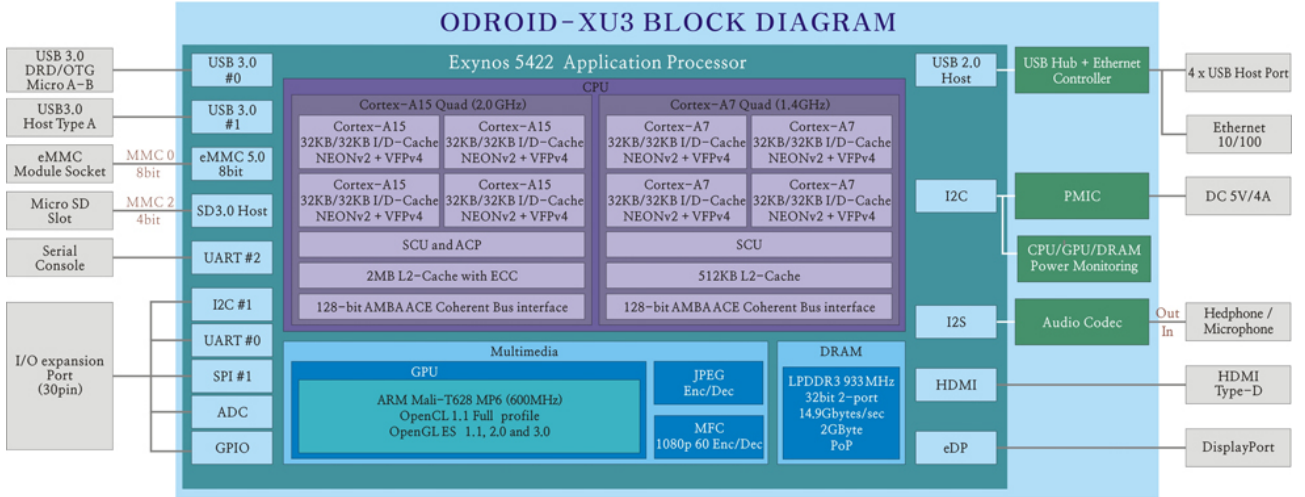 ODROID-XU3 BLOCK DIAGRAM
USB 3.0
DRD/OTG
Micro A-B
USB3.0
Host Type A
eMMC
Module Socket
Micro SD
Slot
Serial
Console
I/O expansion
Port
(30pin)
MMC 0
8bit
MMC 2
4bit
USB 3.0
#0
USB 3.0
#1
eMMC 5.0
8bit
SD3.0 Host
UART #2
I2C #1
UART #0
SPI #1
ADC
GPIO
Exynos 5422 Application Processor
CPU
Cortex-A15 Quad (2.0 GHz)
Cortex-A15
32KB/32KB I/D-Cache
NEONv2 + VFPv4
Cortex-A15
32KB/32KB I/D-Cache
NEONv2 + VFPv4
Cortex-A15
32KB/32KB I/D-Cache
NEONv2 + VFPv4
Cortex-A15
32KB/32KB I/D-Cache
NEONv2 + VFPv4
SCU and ACP
2MB L2-Cache with ECC
128-bit AMBA ACE Coherent Bus interface
Cortex-A7 Quad (1.4GHz)
Cortex-A7
32KB/32KB I/D-Cache
NEONv2 + VFPv4
Cortex-A7
32KB/32KB I/D-Cache
NEONv2 + VFPv4
Cortex-A7
32KB/32KB I/D-Cache
NEONv2 + VFPv4
Cortex-A7
32KB/32KB I/D-Cache
NEONv2 + VFPv4
SCU
512KB L2-Cache
128-bit AMBA ACE Coherent Bus interface
Multimedia
GPU
ARM Mali-T628 MP6 (600MHz)
OpenCL 1.1 Full profile
OpenGL ES 1.1, 2.0 and 3.0
JPEG
Enc/Dec
MFC
1080p 60 Enc/Dec
DRAM
LPDDR3 933MHz
32bit 2-port
14.9Gbytes/sec
2GByte
PoP
USB 2.0
Host
I2C
I2S
HDMI
eDP
USB Hub + Ethernet
Controller
PMIC
CPU/GPU/DRAM
Power Monitoring
Audio Codec
Out
In
4 x USB Host Port
Ethernet
10/100
DC 5V/4A
Hedphone /
Microphone
HDMI
Type-D
DisplayPort